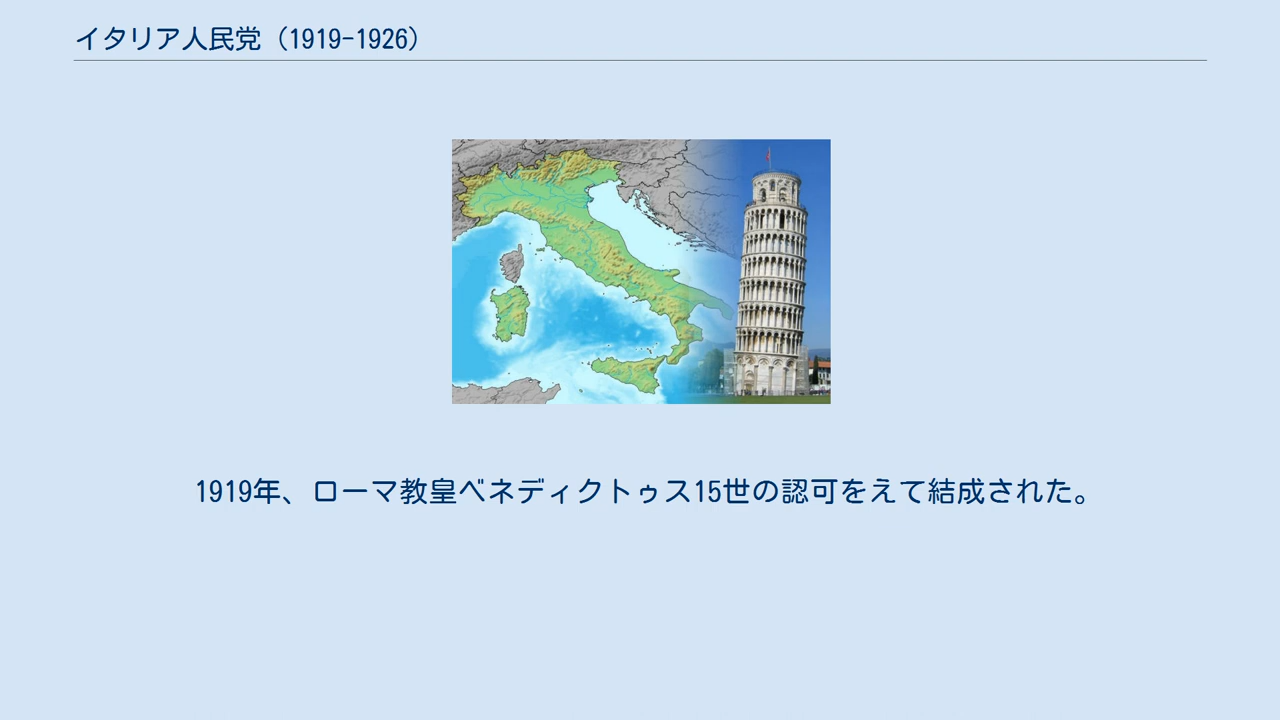 イタリア人民党（1919-1926）
1919年、ローマ教皇ベネディクトゥス15世の認可をえて結成された。